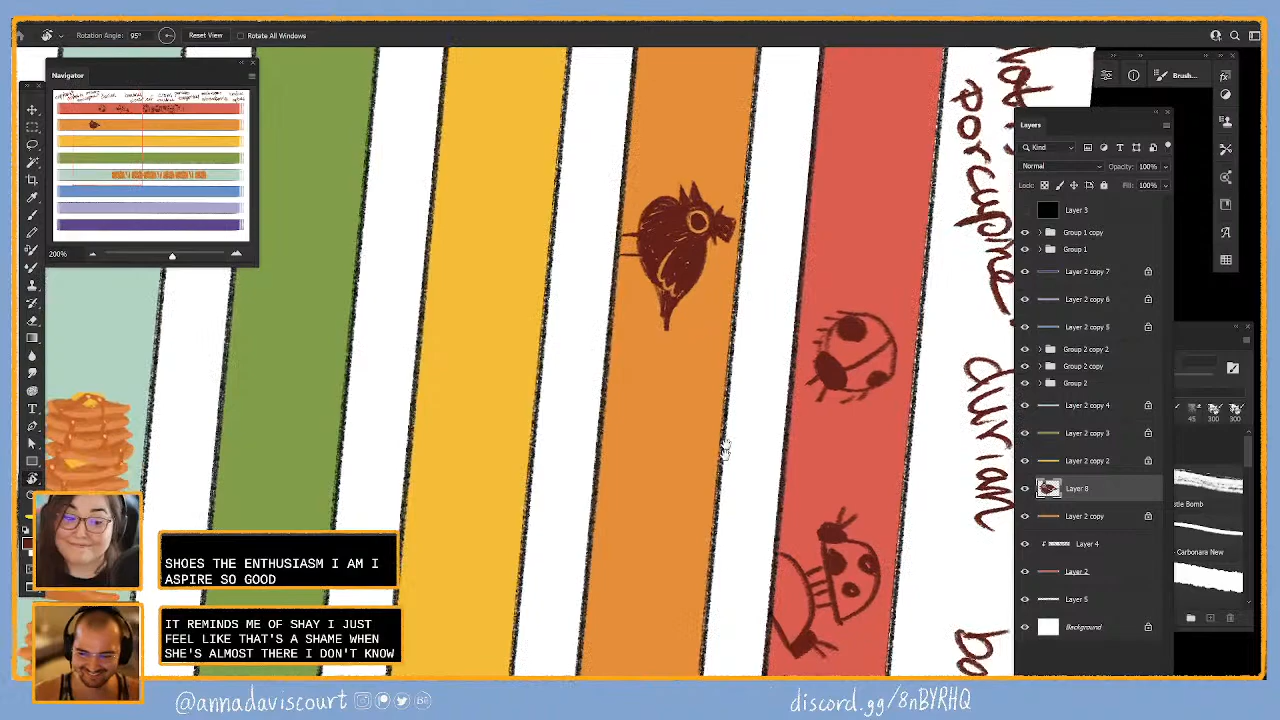 Rotation Angle: 95°
Reset View
Rotate All Windows
Navigator
200%
Brush...
Layers
Kind
Normal
Opacity: 100%
Lock:
Fill: 100%
Layer 3
Group 1 copy
Group 1
Layer 2 copy 7
Layer 2 copy 6
Layer 2 copy 5
Group 2 copy 2
Group 2 copy
Group 2
Layer 2 copy 4
Layer 2 copy 3
Layer 2 copy 2
Layer 8
Layer 2 copy
Layer 4
Layer 2
Layer 5
Background
45 300 300
Carbonara New
porcupine
durian
SHOES THE ENTHUSIASM I AM I
ASPIRE SO GOOD
IT REMINDS ME OF SHAY I JUST
FEEL LIKE THAT'S A SHAME WHEN
SHE'S ALMOST THERE I DON'T KNOW
@annadaviscourt
discord.gg/8nBYRHQ